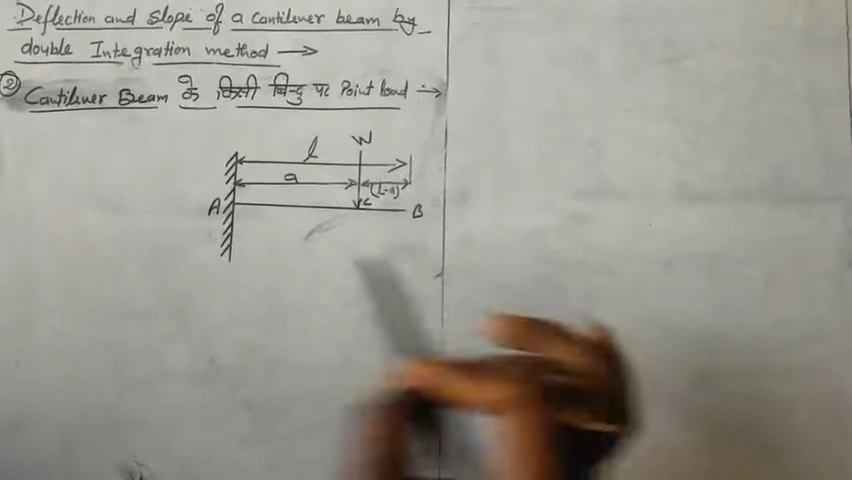 Deflection and slope of a cantilever beam by
double Integration method →
② Cantilever Beam के किसी बिन्दु पर Point load →
W
l
a
(l-a)
A
C
B